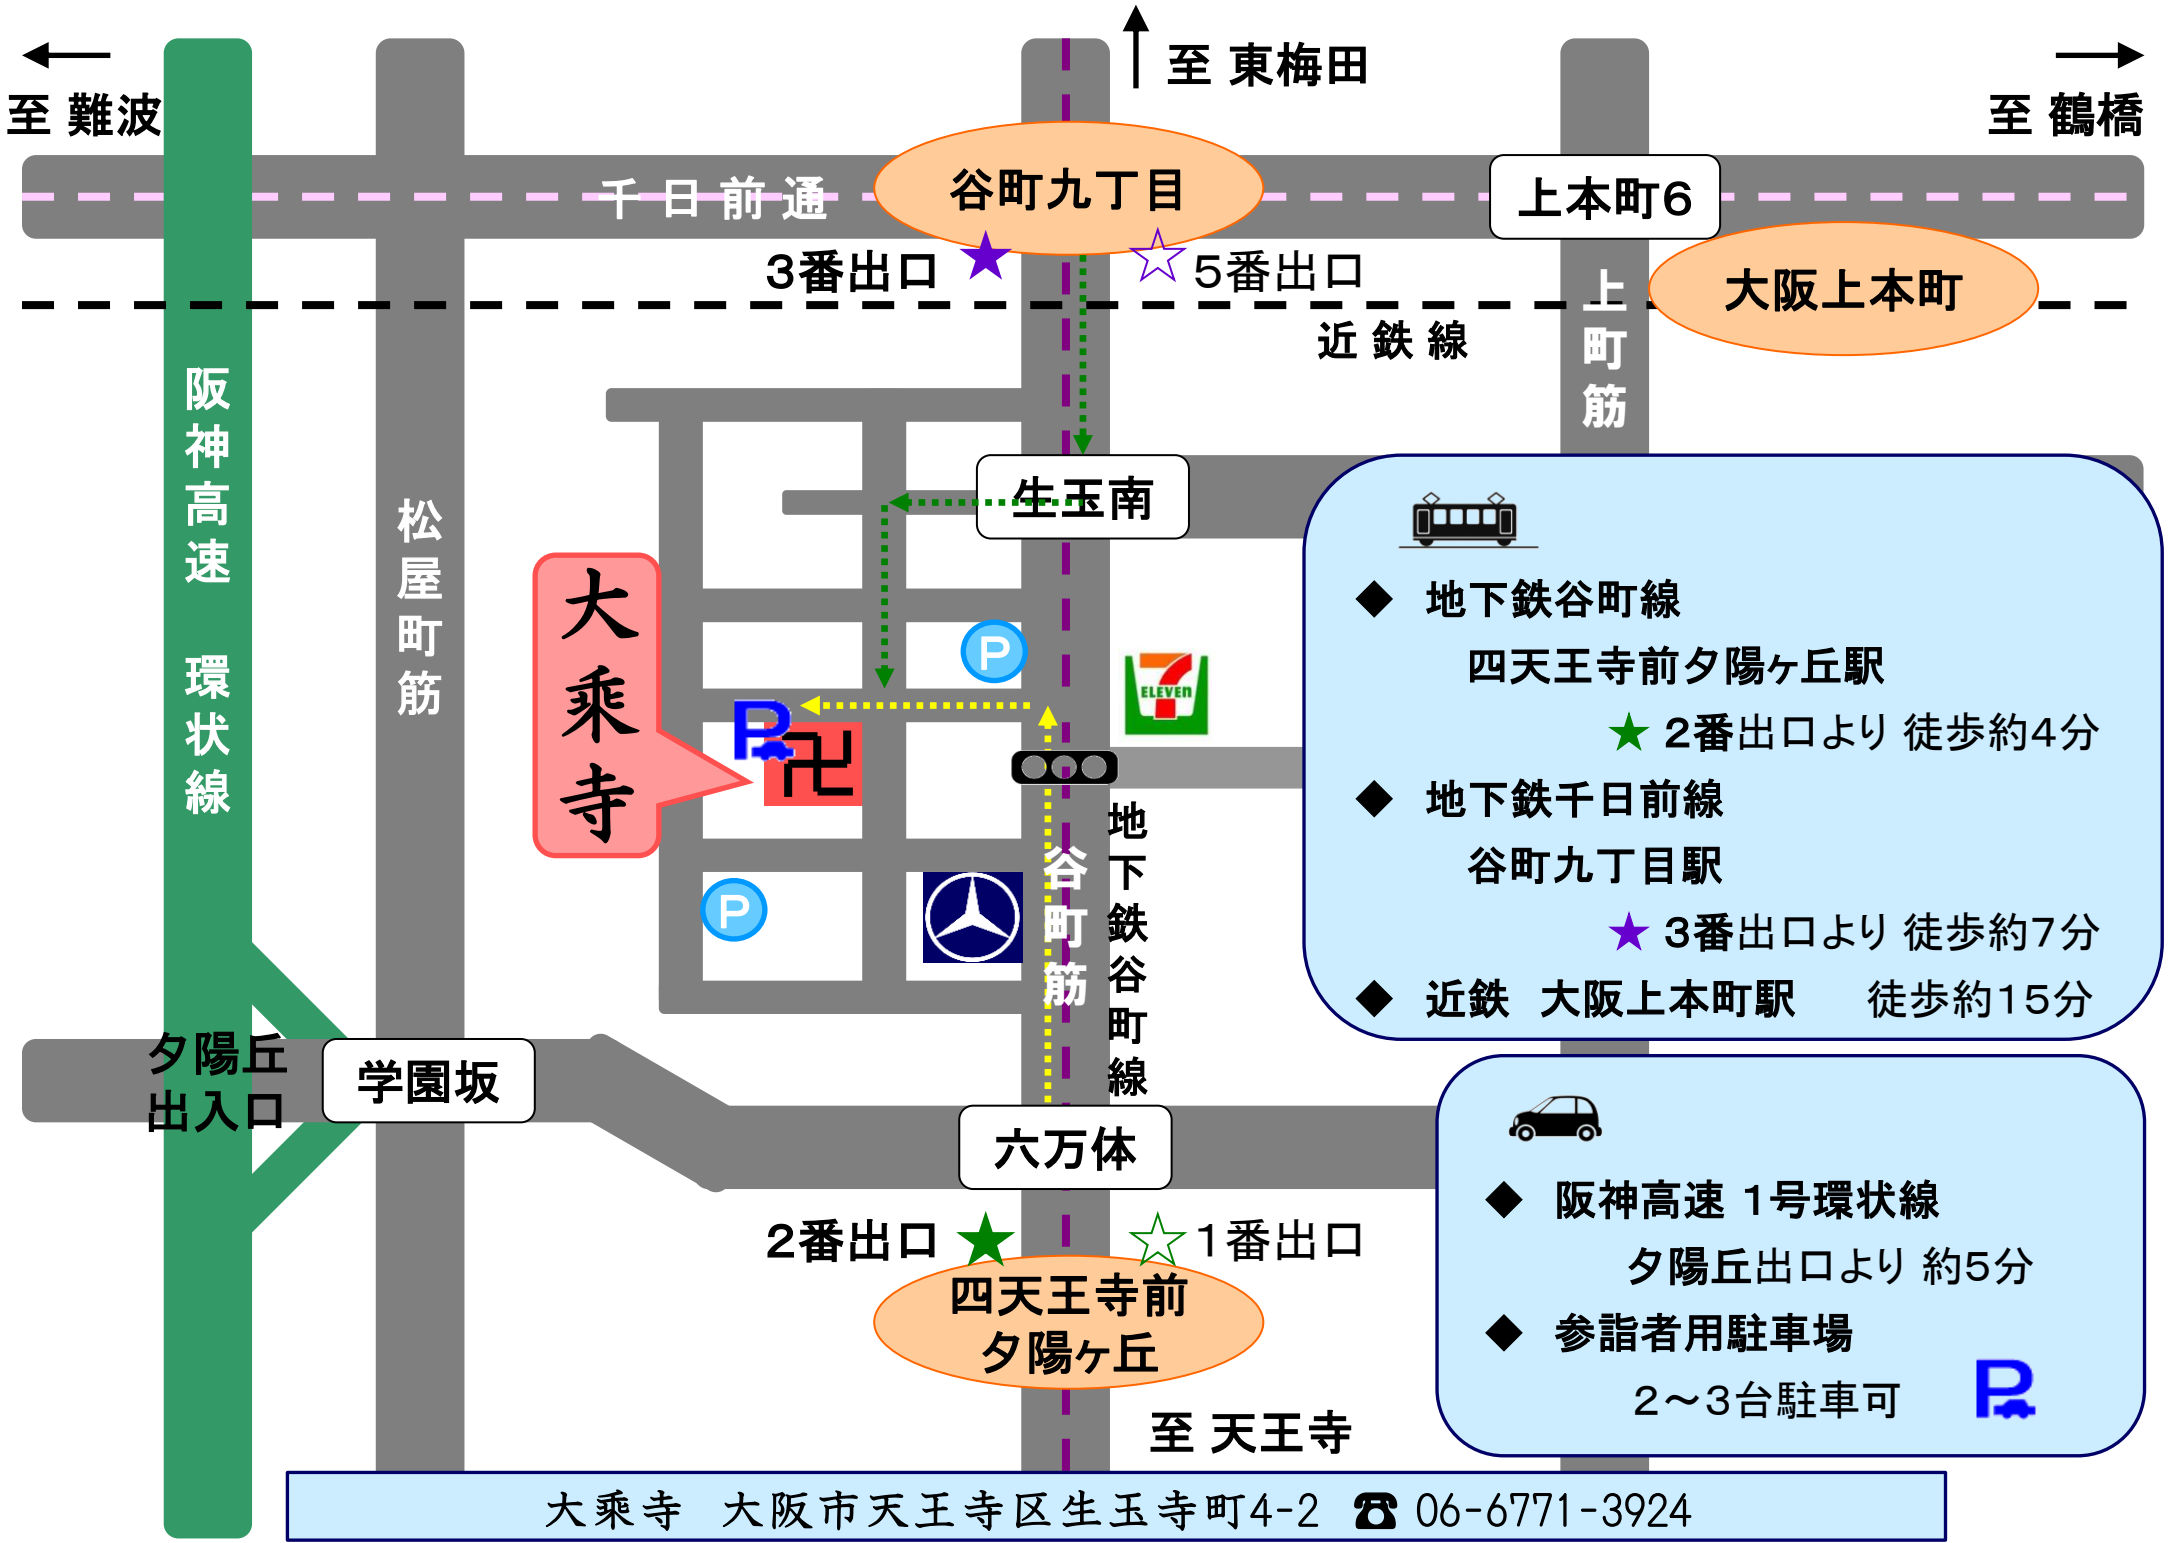 至 東梅田
至 難波
至 鶴橋
千日前通
谷町九丁目
上本町6
3番出口
5番出口
大阪上本町
近鉄線
上町筋
阪神高速 環状線
松屋町筋
生玉南
大乗寺
P
7
ELEVEN
P
卍
P
谷町筋
地下鉄谷町線
◆ 地下鉄谷町線
四天王寺前夕陽ヶ丘駅
★ 2番出口より 徒歩約4分
◆ 地下鉄千日前線
谷町九丁目駅
★ 3番出口より 徒歩約7分
◆ 近鉄 大阪上本町駅 徒歩約15分
夕陽丘
出入口
学園坂
六万体
2番出口
1番出口
四天王寺前
夕陽ヶ丘
至 天王寺
◆ 阪神高速 1号環状線
夕陽丘出口より 約5分
◆ 参詣者用駐車場
2～3台駐車可
P
大乗寺 大阪市天王寺区生玉寺町4-2 ☎ 06-6771-3924